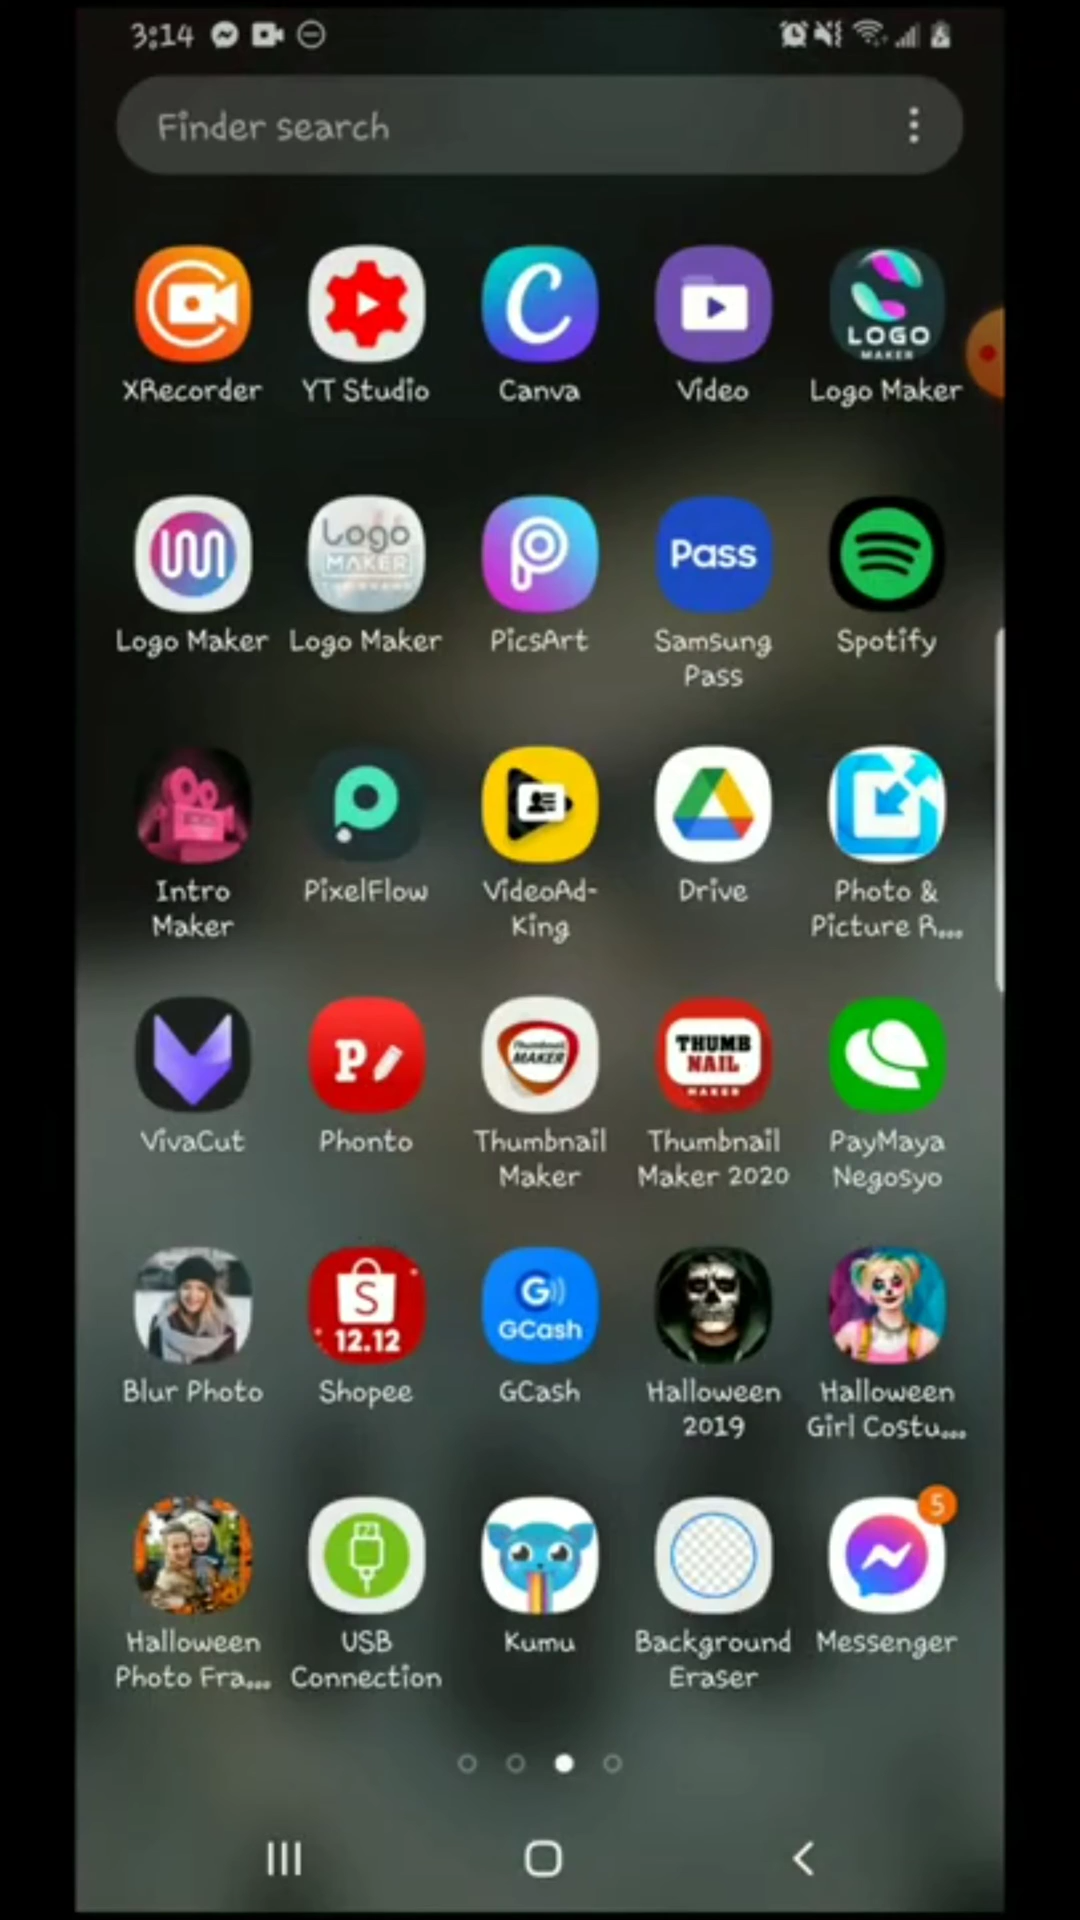 3:14
Finder search
LOGO
MAKER
XRecorder
YT Studio
Canva
Video
Logo Maker
Logo
MAKER
Pass
Logo Maker
Logo Maker
PicsArt
Samsung
Pass
Spotify
Intro
Maker
PixelFlow
VideoAd-
King
Drive
Photo &
Picture R...
P
Thumbnail
MAKER
THUMB
NAIL
MAKER
VivaCut
Phonto
Thumbnail
Maker
Thumbnail
Maker 2020
PayMaya
Negosyo
S
12.12
G
GCash
Blur Photo
Shopee
GCash
Halloween
2019
Halloween
Girl Costu...
5
Halloween
Photo Fra...
USB
Connection
Kumu
Background
Eraser
Messenger